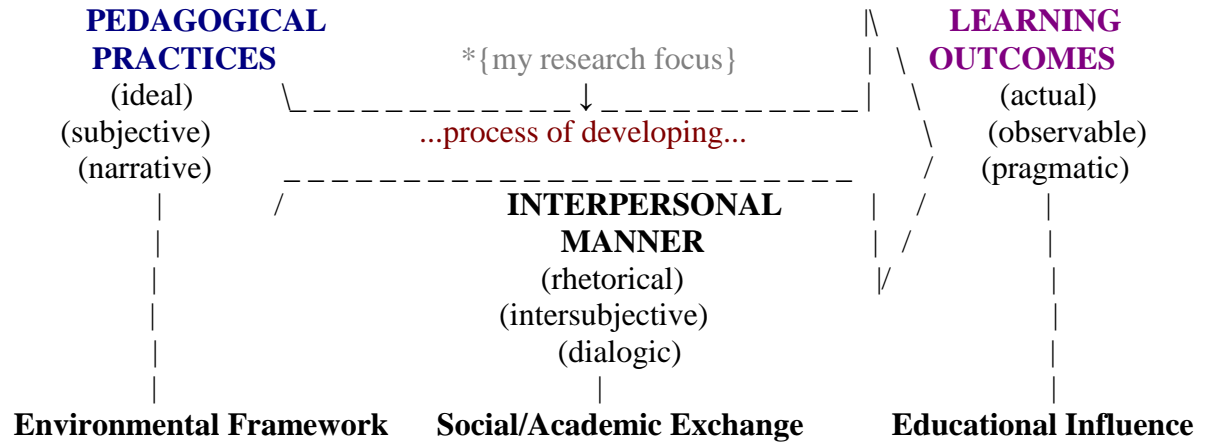 PEDAGOGICAL LEARNING
PRACTICES *{my research focus} OUTCOMES
(ideal) ↓ (actual)
(subjective) ...process of developing... (observable)
(narrative) (pragmatic)
INTERPERSONAL
MANNER
(rhetorical)
(intersubjective)
(dialogic)
Environmental Framework Social/Academic Exchange Educational Influence